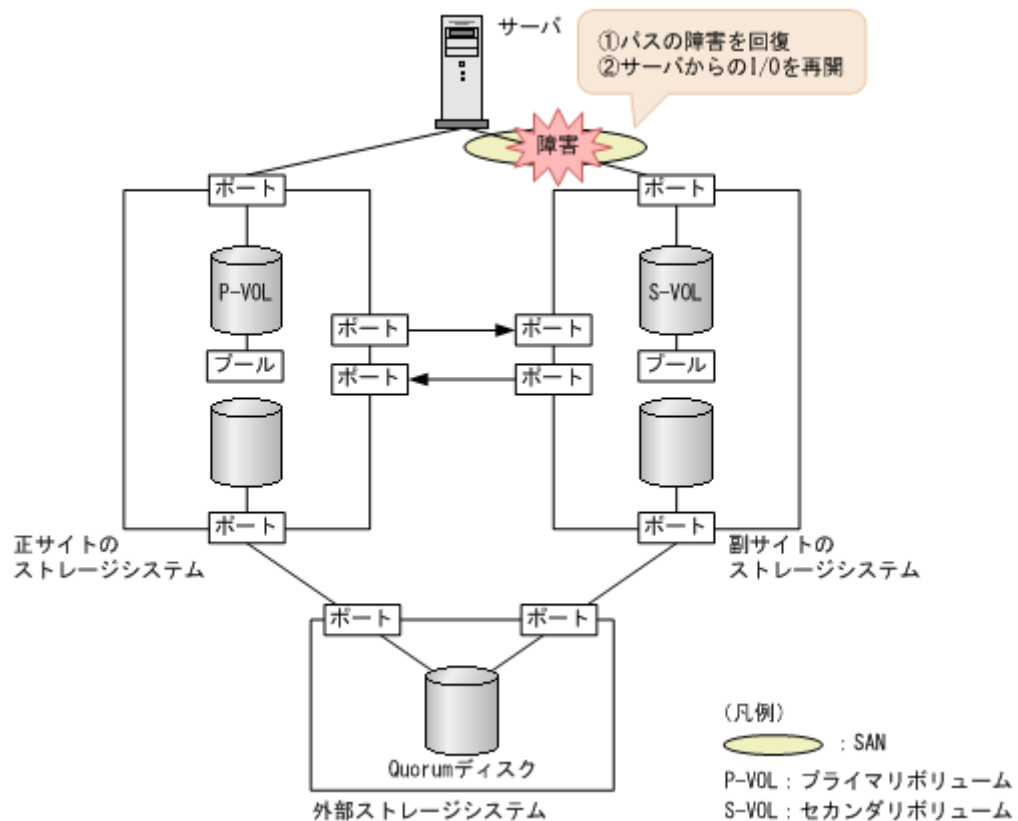 サーバ
①パスの障害を回復
②サーバからのI/Oを再開
障害
ポート
ポート
P-VOL
S-VOL
ポート
ポート
プール
プール
ポート
ポート
ポート
ポート
正サイトの
ストレージシステム
副サイトの
ストレージシステム
ポート
ポート
Quorumディスク
外部ストレージシステム
(凡例)
：SAN
P-VOL：プライマリボリューム
S-VOL：セカンダリボリューム